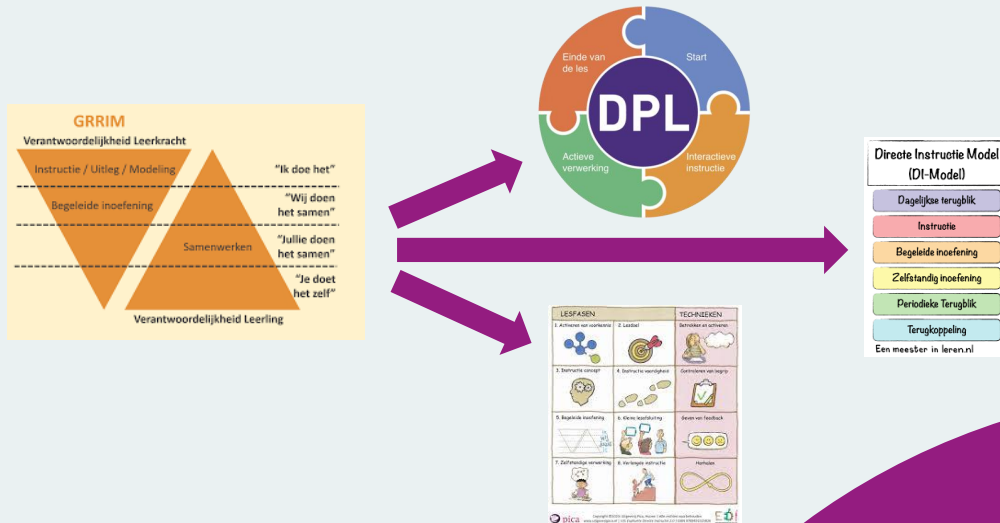 GRRIM
Verantwoordelijkheid Leerkracht
Instructie / Uitleg / Modeling
"Ik doe het"
Begeleide inoefening
"Wij doen
het samen"
Samenwerken
"Jullie doen
het samen"
"Je doet
het zelf"
Verantwoordelijkheid Leerling
Einde van
de les
Start
DPL
Actieve
verwerking
Interactieve
instructie
LESFASEN
TECHNIEKEN
1. Activeren van voorkennis
2. Lesdoel
Betrekken en activeren
3. Instructie concept
4. Instructie vaardigheid
Controleren van begrip
5. Begeleide inoefening
6. Kleine lesafsluiting
Geven van feedback
7. Zelfstandige verwerking
8. Verlengde instructie
Herhalen
pica
Directe Instructie Model
(DI-Model)
Dagelijkse terugblik
Instructie
Begeleide inoefening
Zelfstandig inoefening
Periodieke Terugblik
Terugkoppeling
Een meester in leren.nl